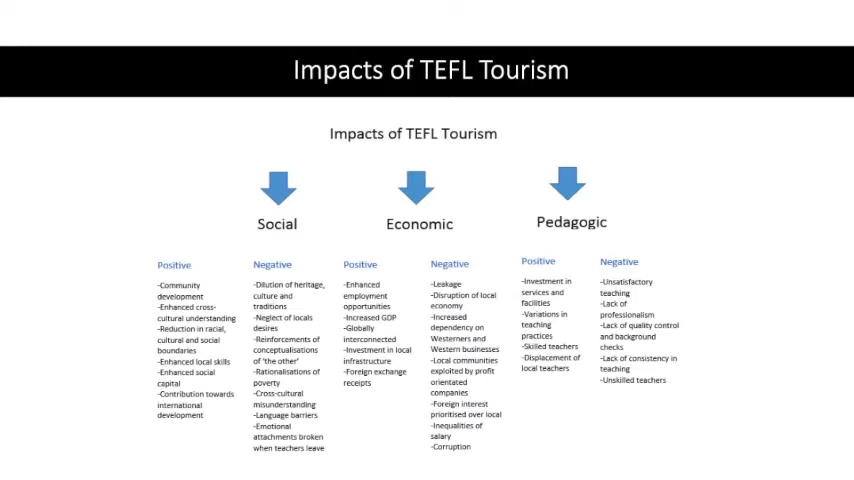 Impacts of TEFL Tourism
Impacts of TEFL Tourism
Social
Economic
Pedagogic
Positive
-Community
development
-Enhanced cross-
cultural understanding
-Reduction in racial,
cultural and social
boundaries
-Enhanced local skills
-Enhanced social
capital
-Contribution towards
international
development
Negative
-Dilution of heritage,
culture and
traditions
-Neglect of locals
desires
-Reinforcements of
conceptualisations
of 'the other'
-Rationalisations of
poverty
-Cross-cultural
misunderstanding
-Language barriers
-Emotional
attachments broken
when teachers leave
Positive
-Enhanced
employment
opportunities
-Increased GDP
-Globally
interconnected
-Investment in local
infrastructure
-Foreign exchange
receipts
Negative
-Leakage
-Disruption of local
economy
-Increased
dependency on
Westerners and
Western businesses
-Local communities
exploited by profit
orientated
companies
-Foreign interest
prioritised over local
-Inequalities of
salary
-Corruption
Positive
-Investment in
services and
facilities
-Variations in
teaching
practices
-Skilled teachers
-Displacement of
local teachers
Negative
-Unsatisfactory
teaching
-Lack of
professionalism
-Lack of quality control
and background
checks
-Lack of consistency in
teaching
-Unskilled teachers